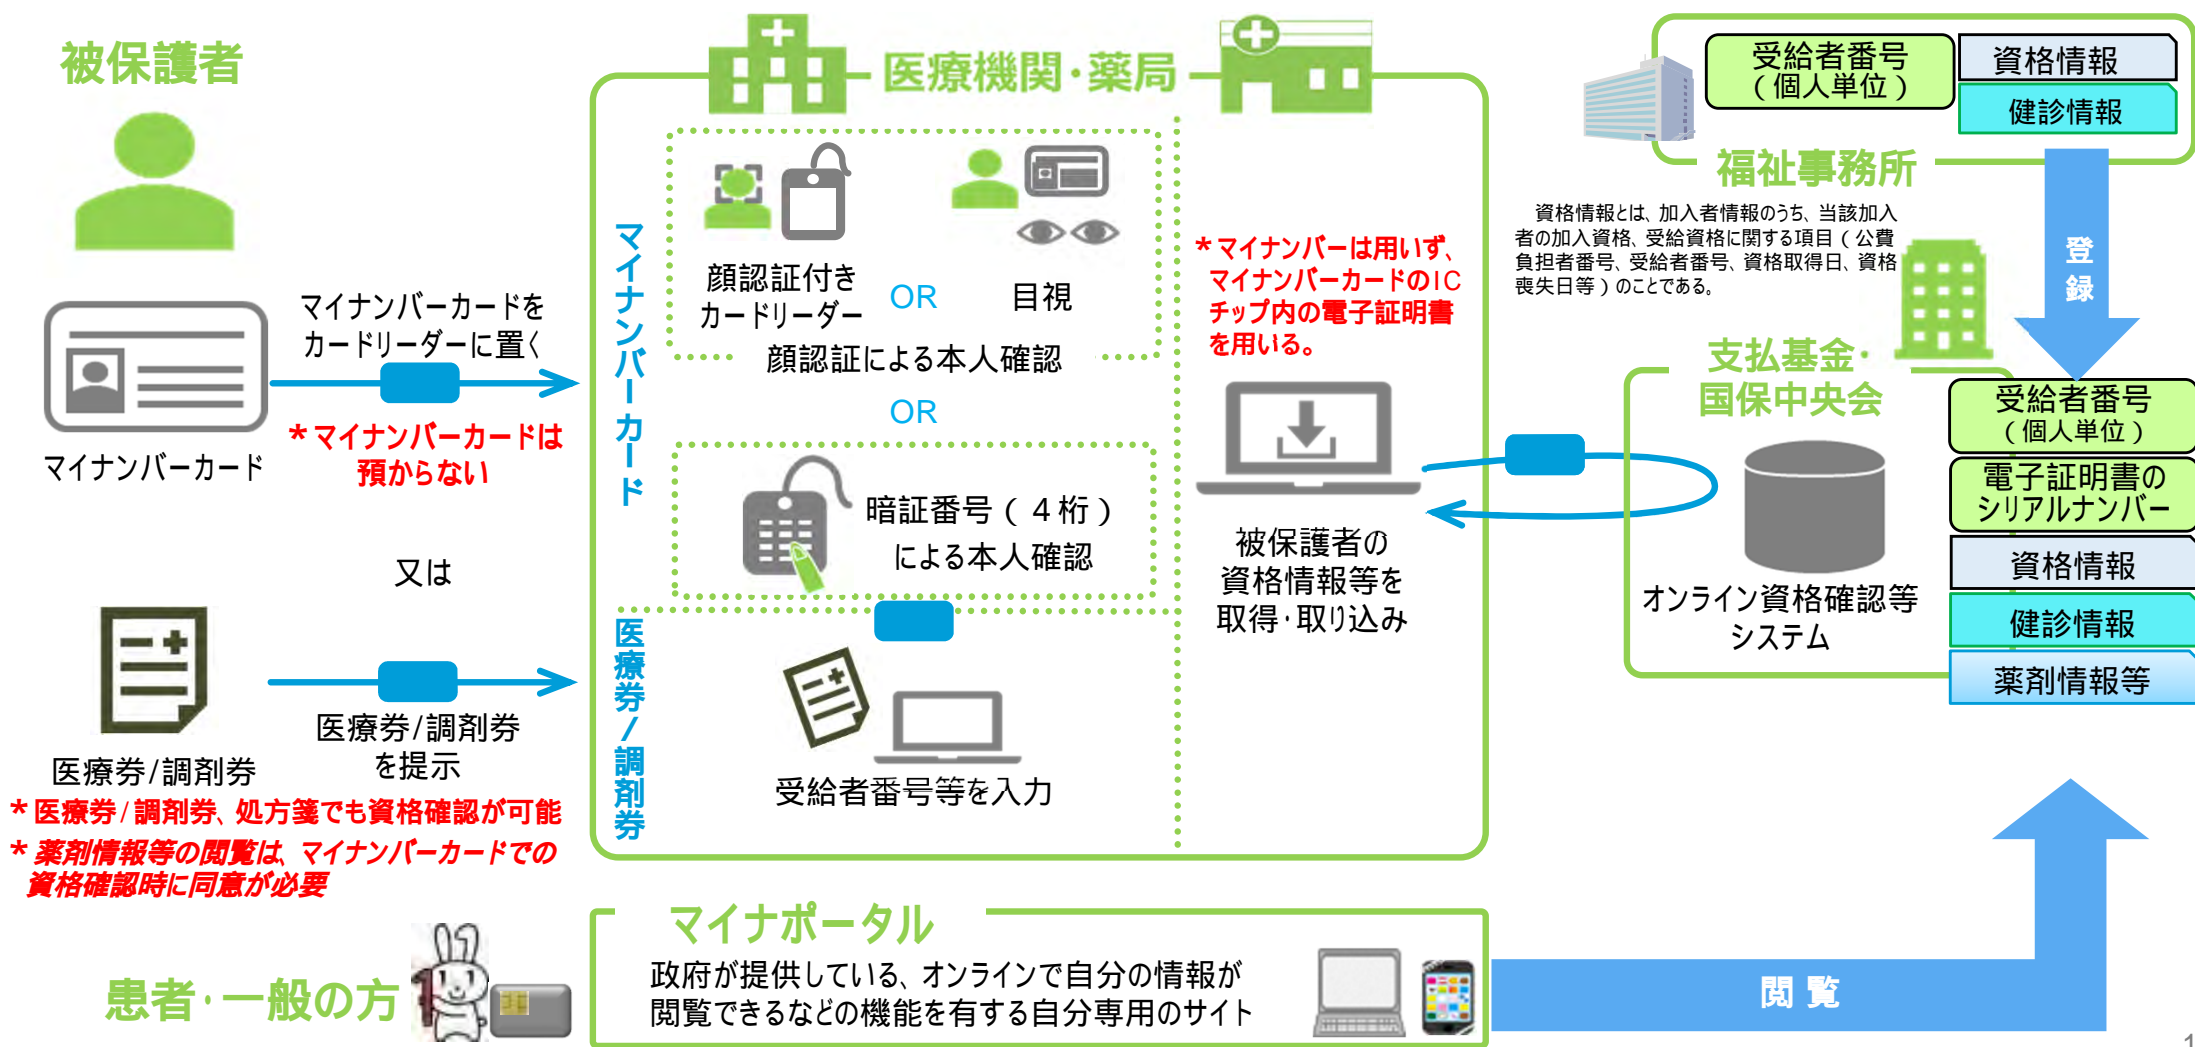 被保護者
マイナンバーカード
マイナンバーカードを
カードリーダーに置く
*マイナンバーカードは
預からない
又は
医療券/調剤券
医療券/調剤券
を提示
*医療券/調剤券、処方箋でも資格確認が可能
*薬剤情報等の閲覧は、マイナンバーカードでの
資格確認時に同意が必要
医療機関・薬局
マイナンバーカード
顔認証付き
カードリーダー
OR
目視
顔認証による本人確認
OR
暗証番号(4桁)
による本人確認
医療券/調剤券
受給者番号等を入力
*マイナンバーは用いず、
マイナンバーカードのIC
チップ内の電子証明書
を用いる。
被保護者の
資格情報等を
取得・取り込み
受給者番号
(個人単位)
資格情報
健診情報
福祉事務所
資格情報とは、加入者情報のうち、当該加入
者の加入資格、受給資格に関する項目(公費
負担者番号、受給者番号、資格取得日、資格
喪失日等)のことである。
登録
支払基金・
国保中央会
オンライン資格確認等
システム
受給者番号
(個人単位)
電子証明書の
シリアルナンバー
資格情報
健診情報
薬剤情報等
患者・一般の方
マイナポータル
政府が提供している、オンラインで自分の情報が
閲覧できるなどの機能を有する自分専用のサイト
閲覧
1